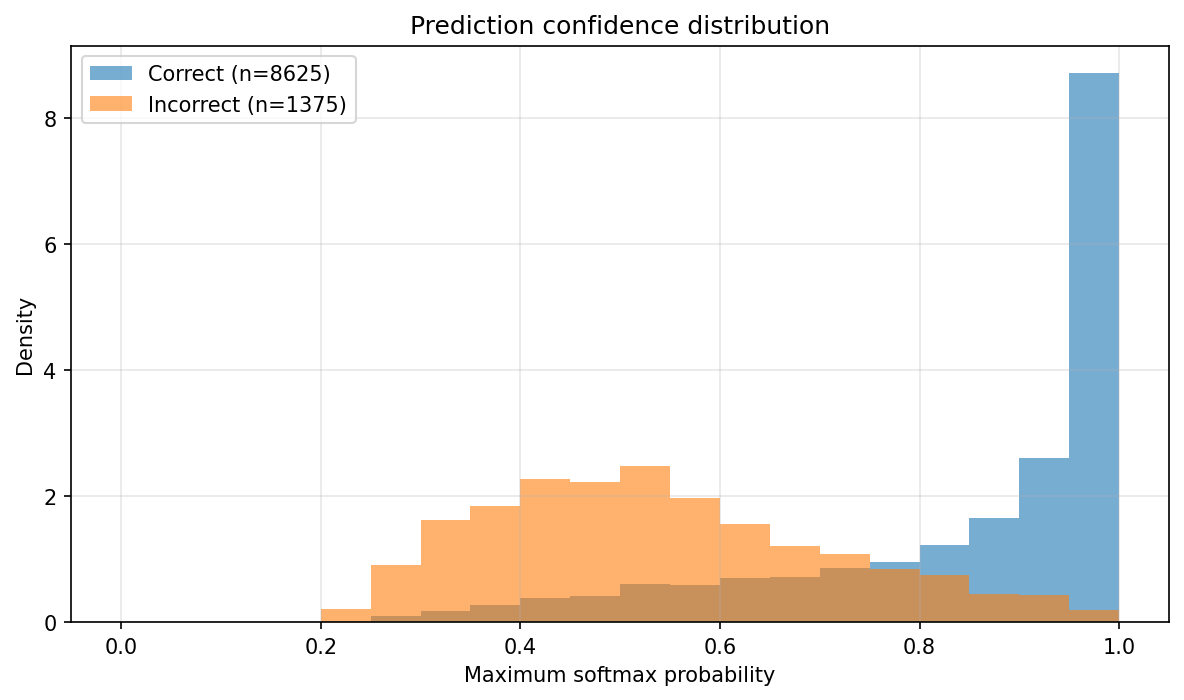 Prediction confidence distribution
Correct (n=8625)
Incorrect (n=1375)
Density
8
6
4
2
0
0.0 0.2 0.4 0.6 0.8 1.0
Maximum softmax probability